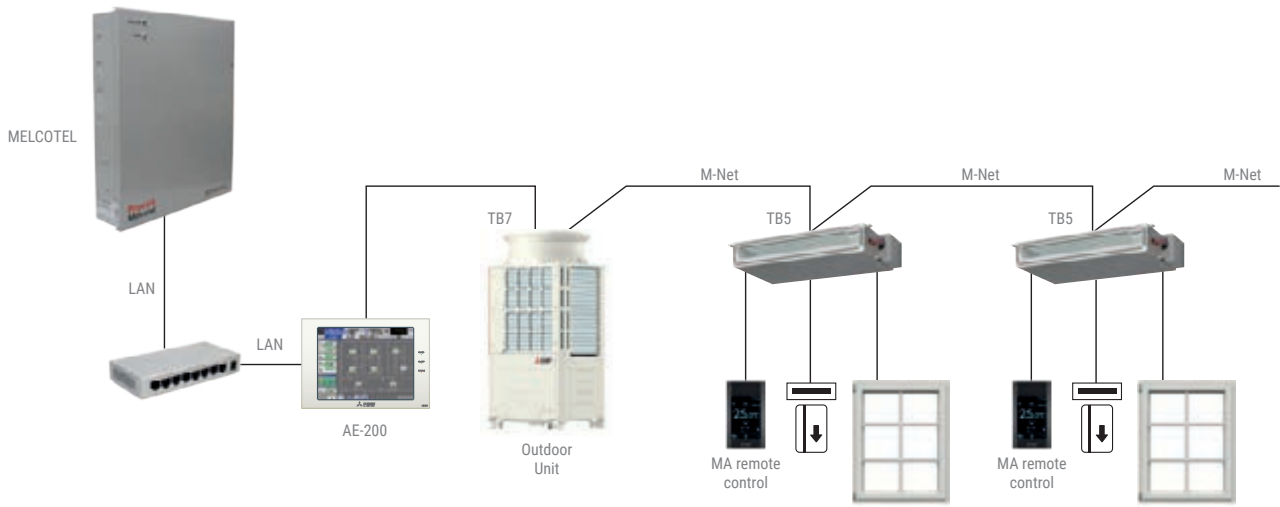 MELCOTEL
LAN
LAN
AE-200
TB7
Outdoor
Unit
M-Net
TB5
M-Net
TB5
M-Net
MA remote
control
MA remote
control